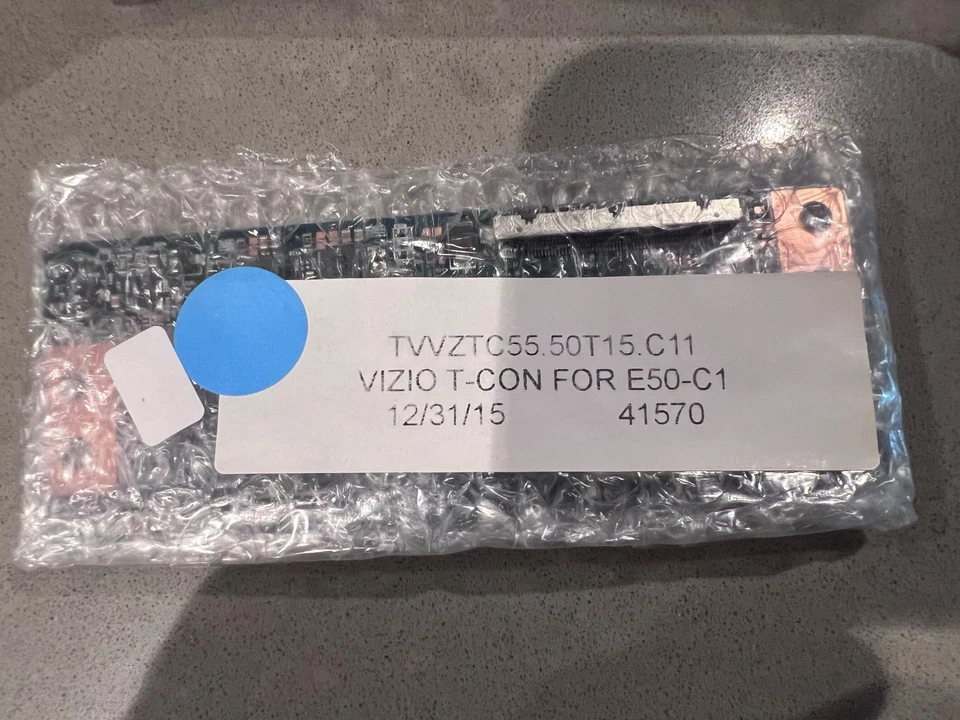 TVVZTC55.50T15.C11
VIZIO T-CON FOR E50-C1
12/31/15 41570